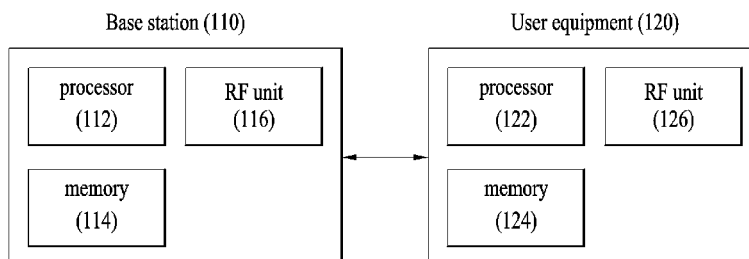 Base station (110)
User equipment (120)
processor
(112)
RF unit
(116)
memory
(114)
processor
(122)
RF unit
(126)
memory
(124)